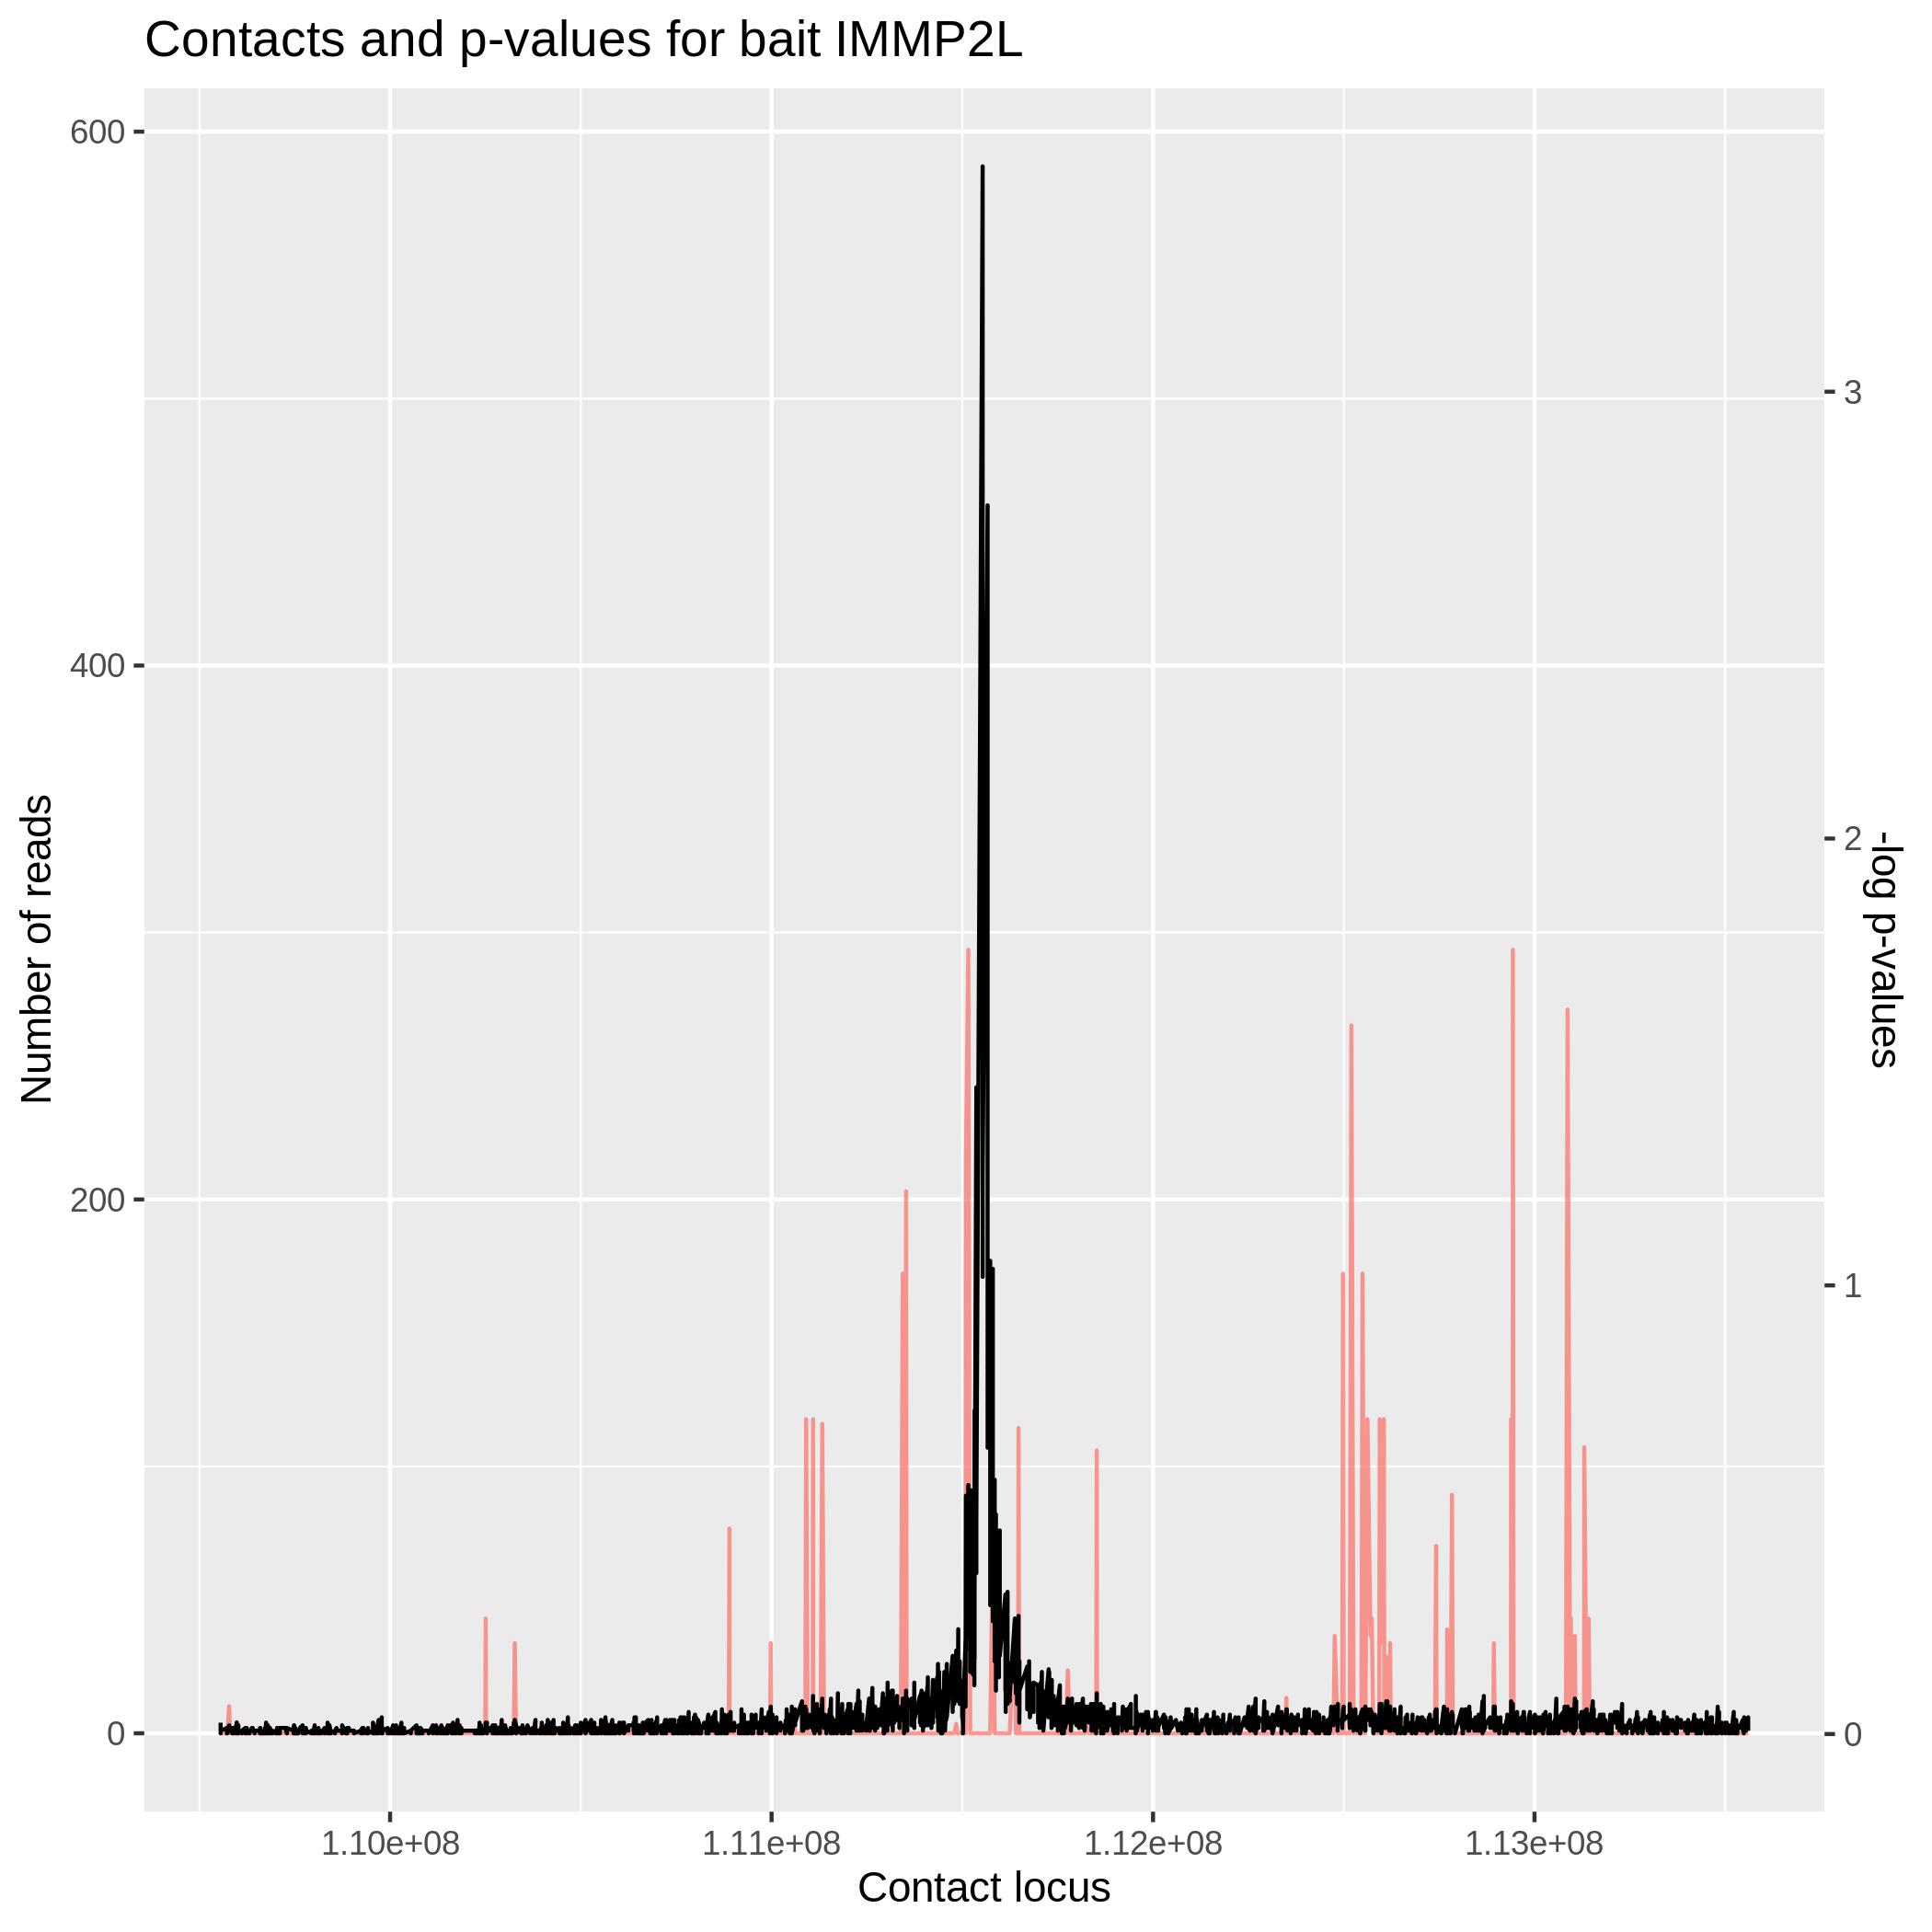 Contacts and p-values for bait IMMP2L
600
400
200
0
Number of reads
3
2
1
0
-log p-values
1.10e+08
1.11e+08
1.12e+08
1.13e+08
Contact locus